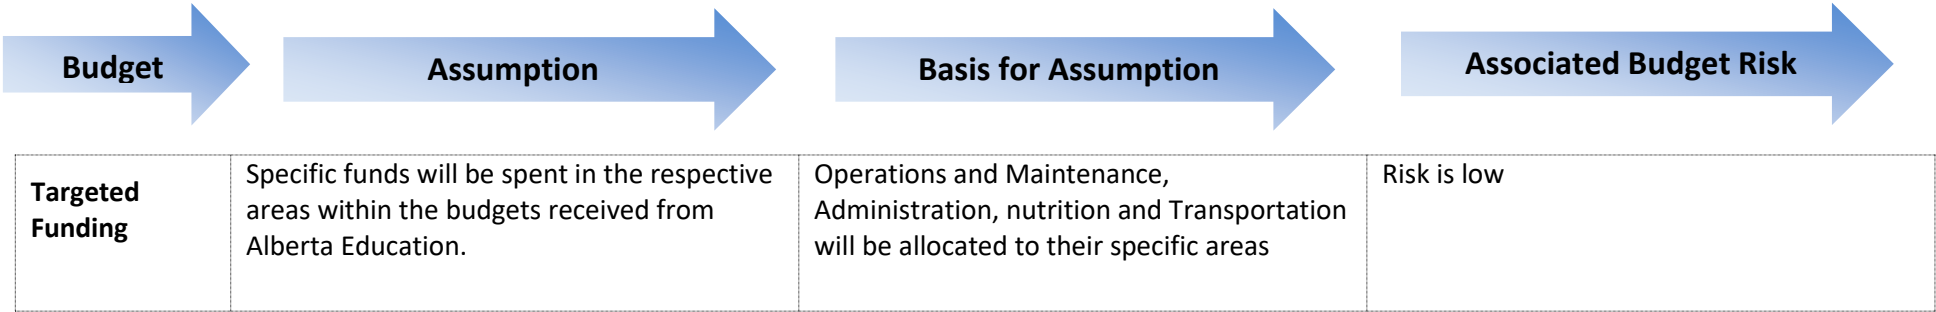 Budget
Assumption
Basis for Assumption
Associated Budget Risk
Targeted
Funding
Specific funds will be spent in the respective
areas within the budgets received from
Alberta Education.
Operations and Maintenance,
Administration, nutrition and Transportation
will be allocated to their specific areas
Risk is low